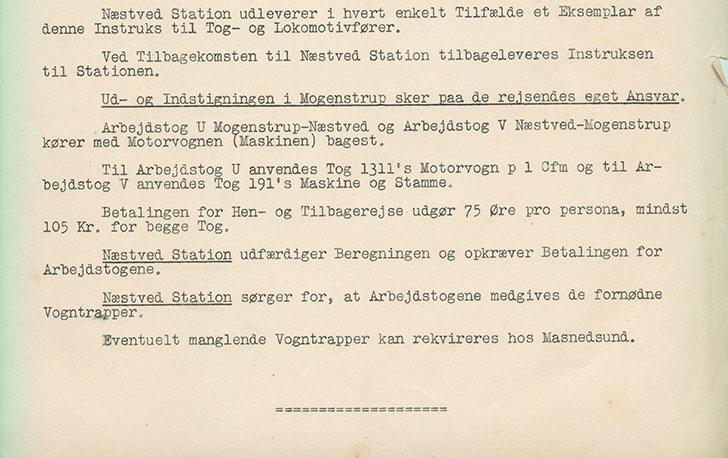 Næstved Station udleverer i hvert enkelt Tilfælde et Eksemplar af
denne Instruks til Tog- og Lokomotivfører.
Ved Tilbagekomsten til Næstved Station tilbageleveres Instruksen
til Stationen.
Ud- og Indstigningen i Mogenstrup sker paa de rejsendes eget Ansvar.
Arbejdstog U Mogenstrup-Næstved og Arbejdstog V Næstved-Mogenstrup
kører med Motorvognen (Maskinen) bagest.
Til Arbejdstog U anvendes Tog 1311's Motorvogn p 1 Cfm og til Ar-
bejdstog V anvendes Tog 191's Maskine og Stamme.
Betalingen for Hen- og Tilbagerejse udgør 75 Øre pro persona, mindst
105 Kr. for begge Tog.
Næstved Station udfærdiger Beregningen og opkræver Betalingen for
Arbejdstogene.
Næstved Station sørger for, at Arbejdstogene medgives de fornødne
Vogntrapper.
Eventuelt manglende Vogntrapper kan rekvireres hos Masnedsund.
====================